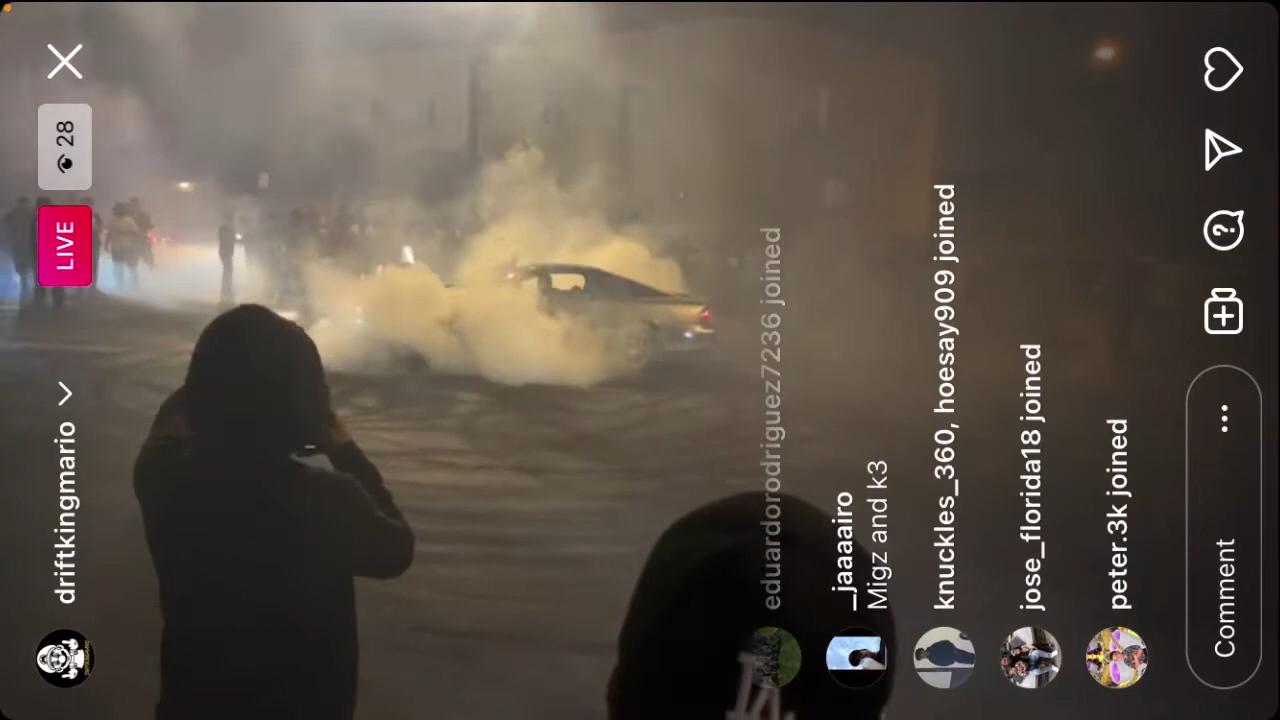 driftkingmario
LIVE
28
eduardorodriguez7236 joined
_jaaaairo
Migz and k3
knuckles_360, hoesay909 joined
jose_florida18 joined
peter.3k joined
Comment